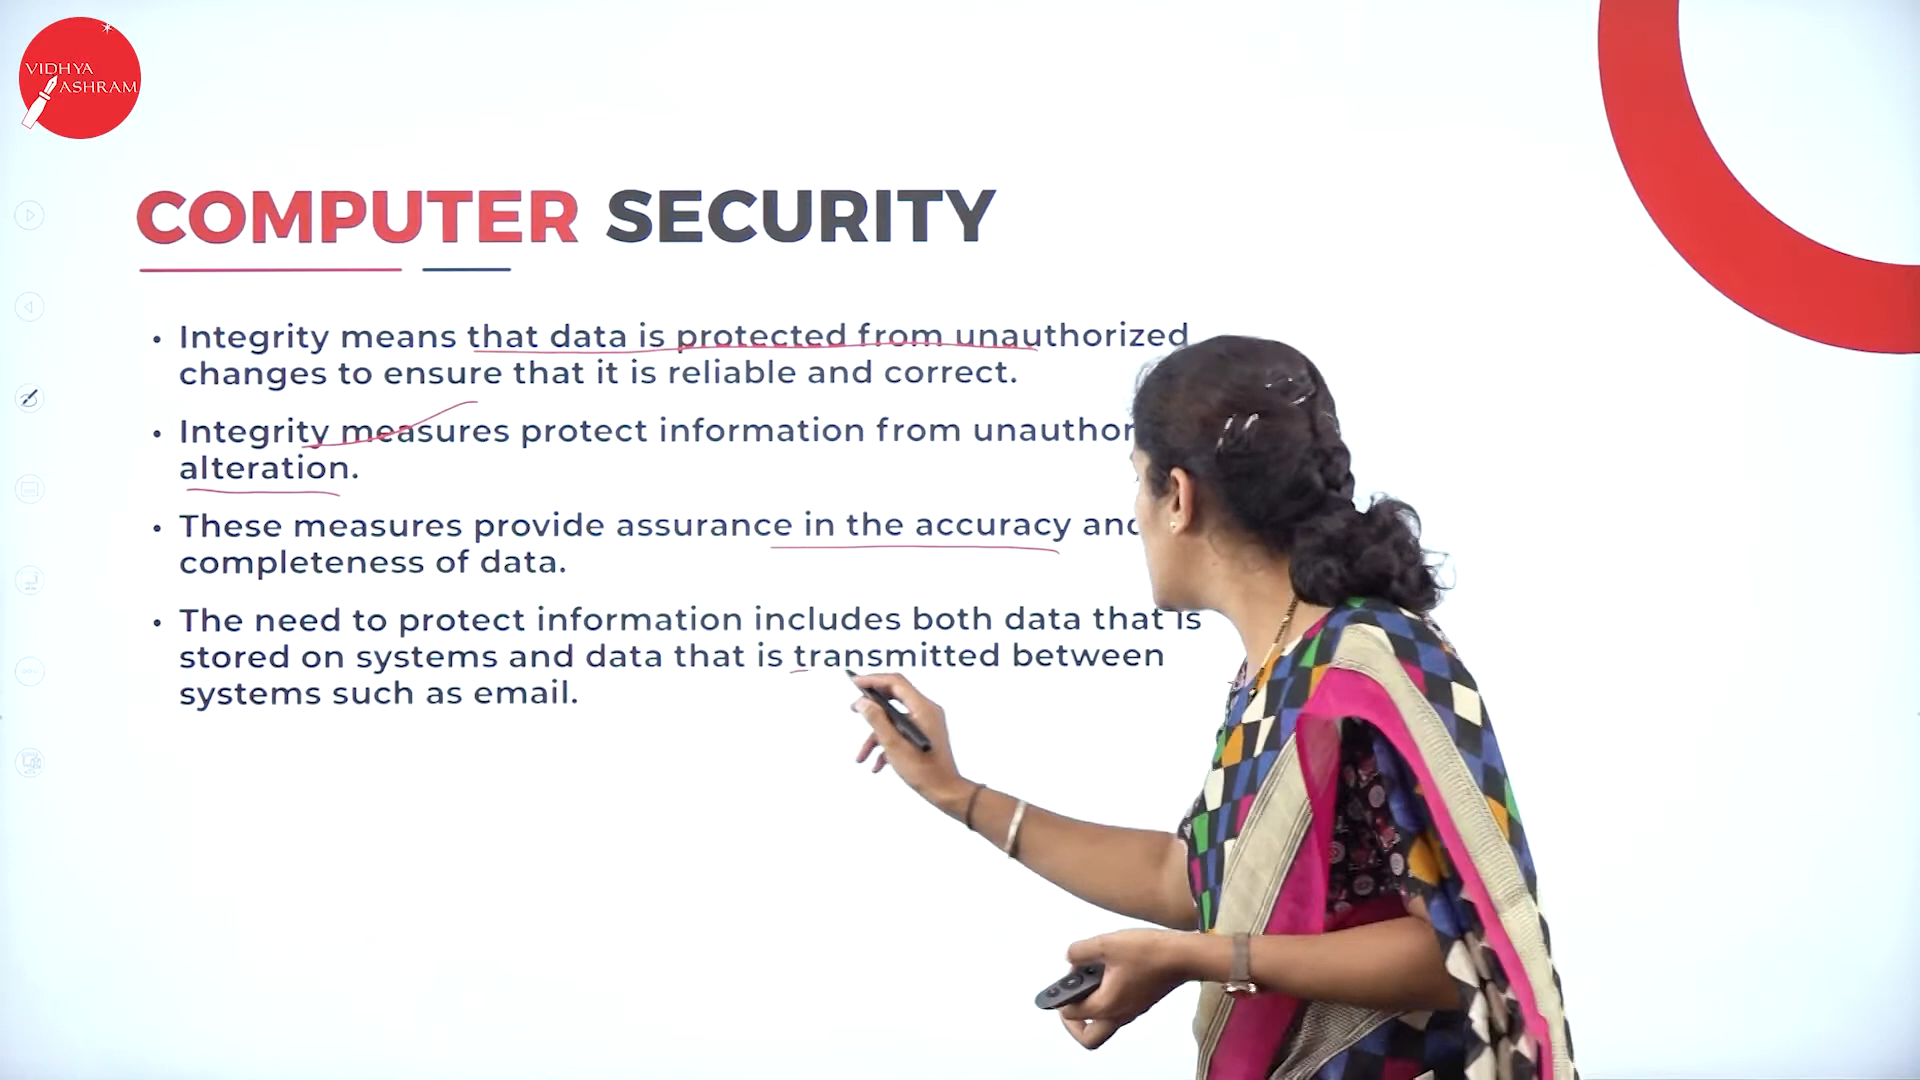 VIDHYA
ASHRAM
COMPUTER SECURITY
• Integrity means that data is protected from unauthorized
changes to ensure that it is reliable and correct.
• Integrity measures protect information from unauthor
alteration.
• These measures provide assurance in the accuracy and
completeness of data.
• The need to protect information includes both data that is
stored on systems and data that is transmitted between
systems such as email.